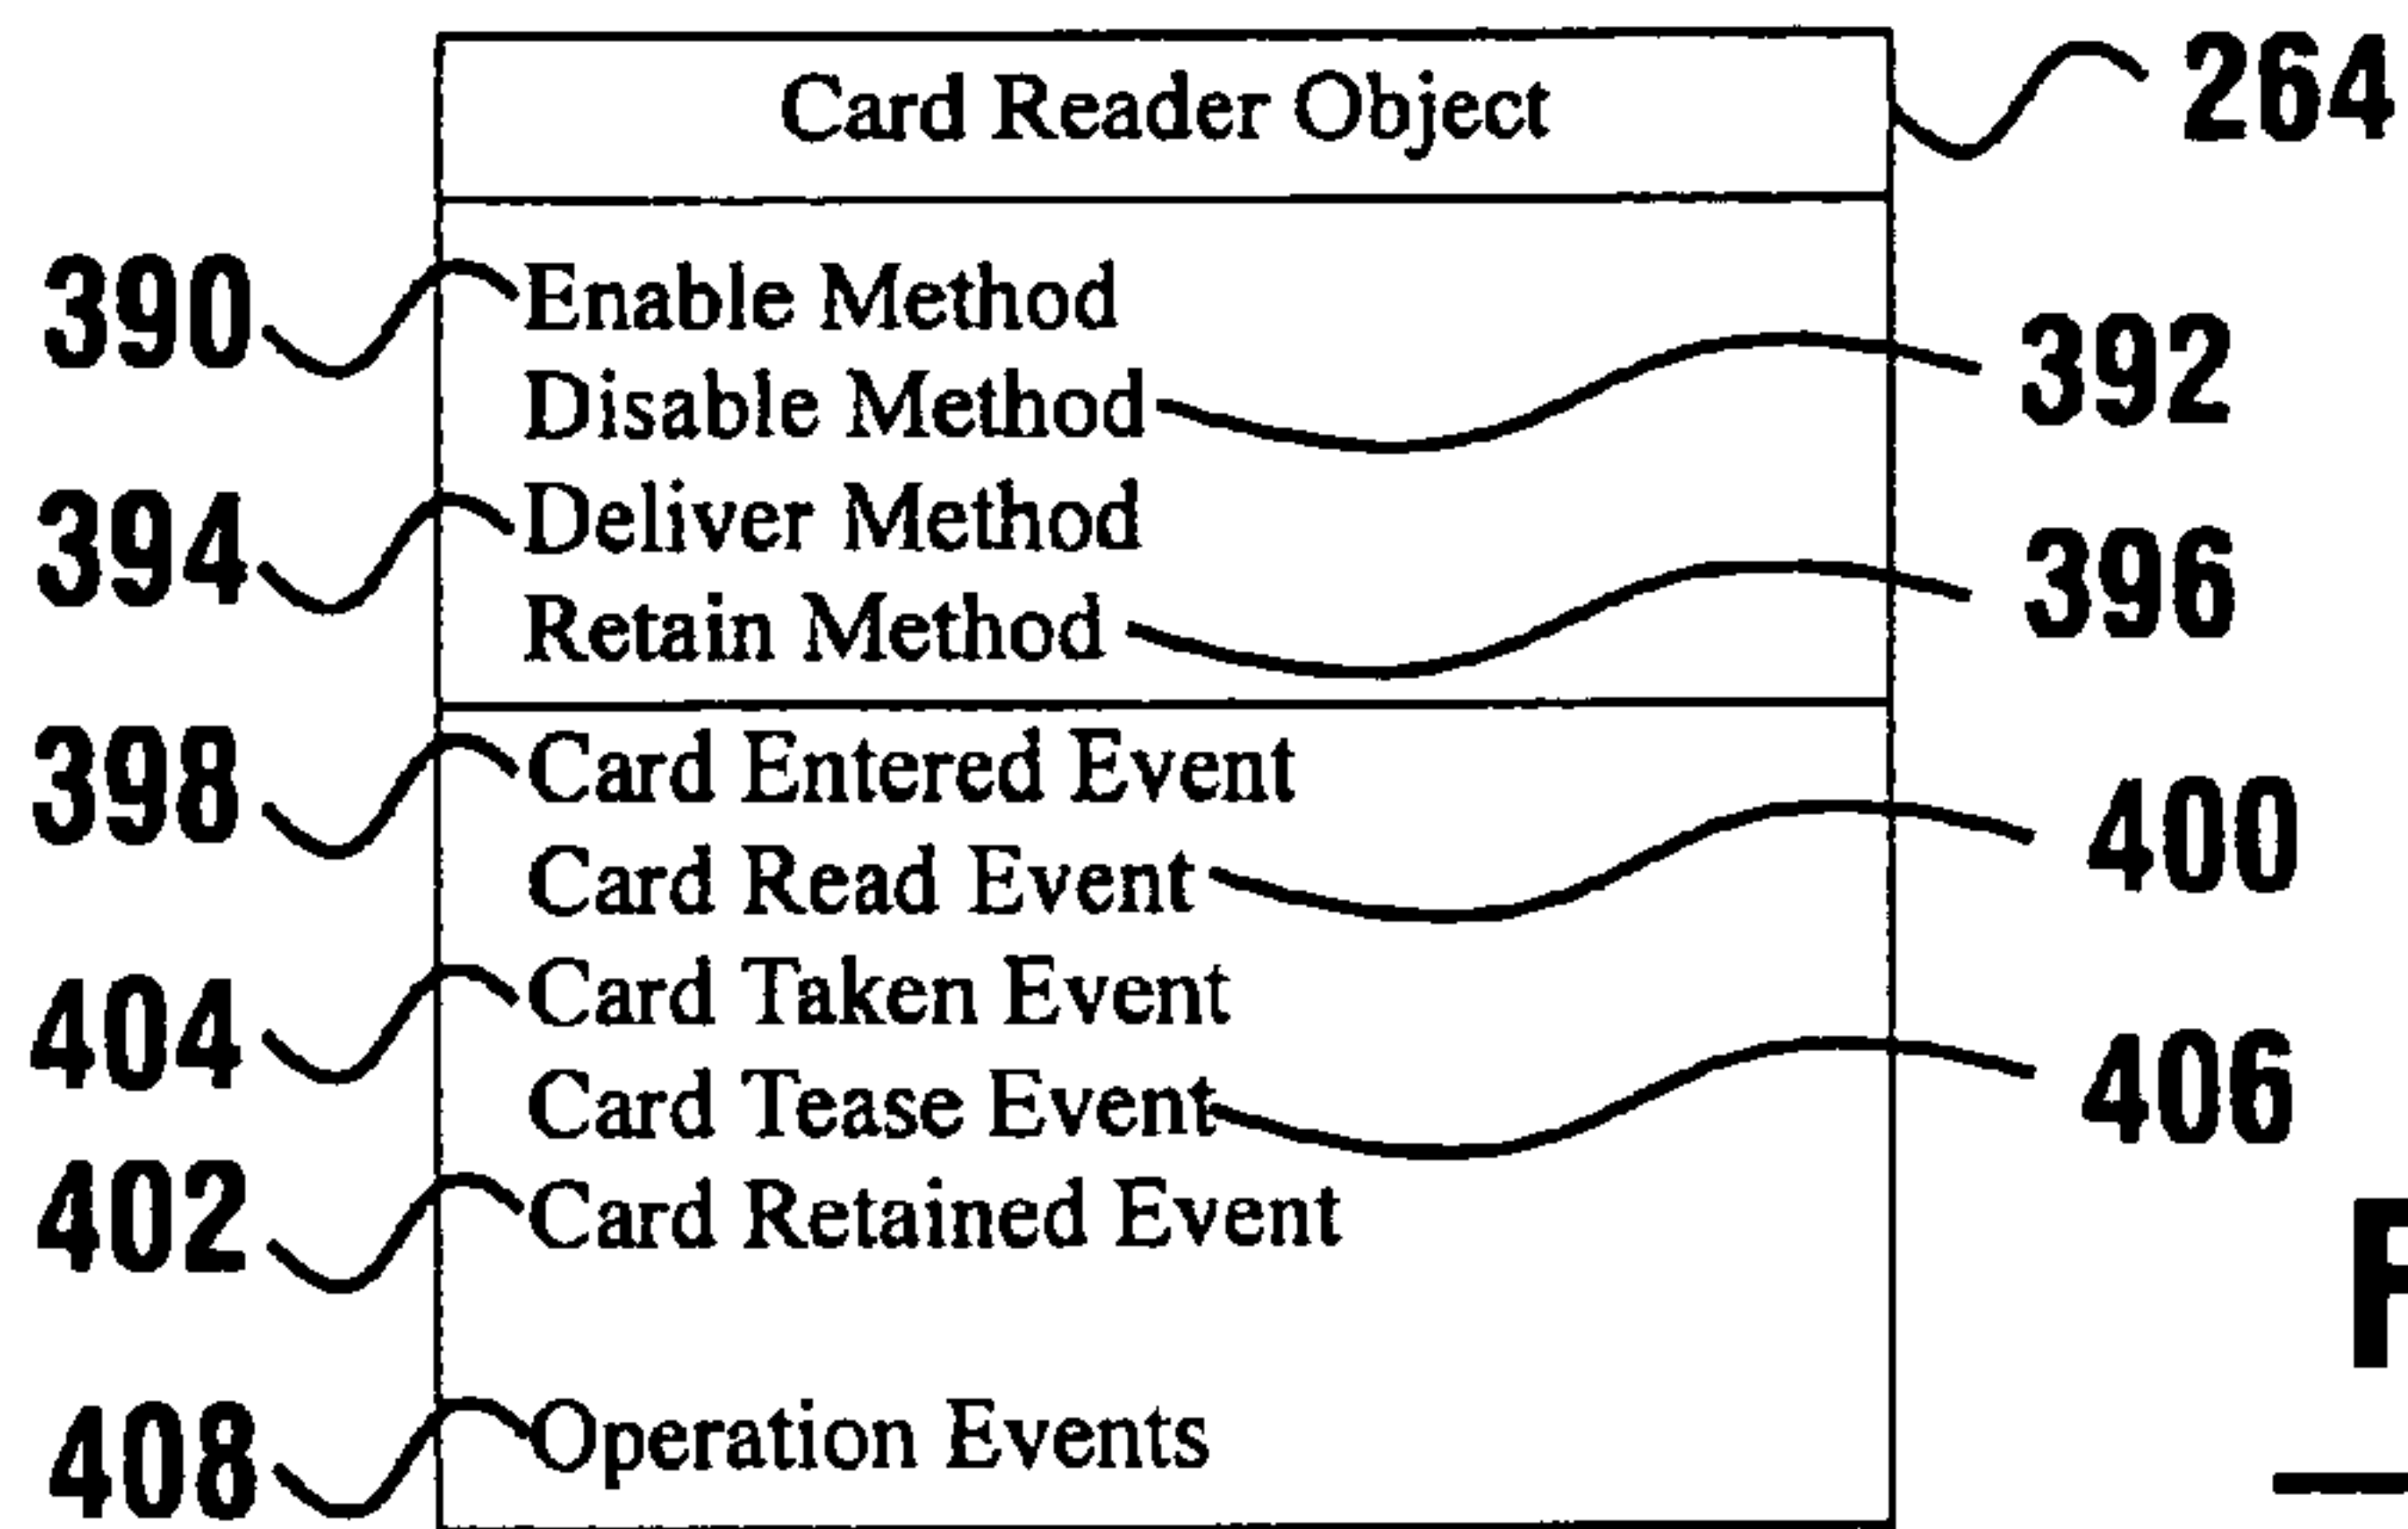 Card Reader Object 264
390 Enable Method
Disable Method 392
394 Deliver Method
Retain Method 396
398 Card Entered Event
Card Read Event 400
404 Card Taken Event
Card Tease Event 406
402 Card Retained Event
408 Operation Events